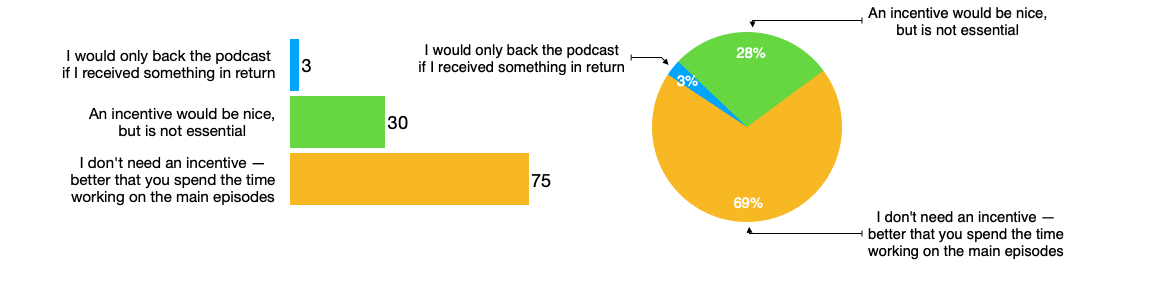 I would only back the podcast
if I received something in return
3
An incentive would be nice,
but is not essential
30
I don't need an incentive —
better that you spend the time
working on the main episodes
75
I would only back the podcast
if I received something in return
3%
An incentive would be nice,
but is not essential
28%
69%
I don't need an incentive —
better that you spend the time
working on the main episodes